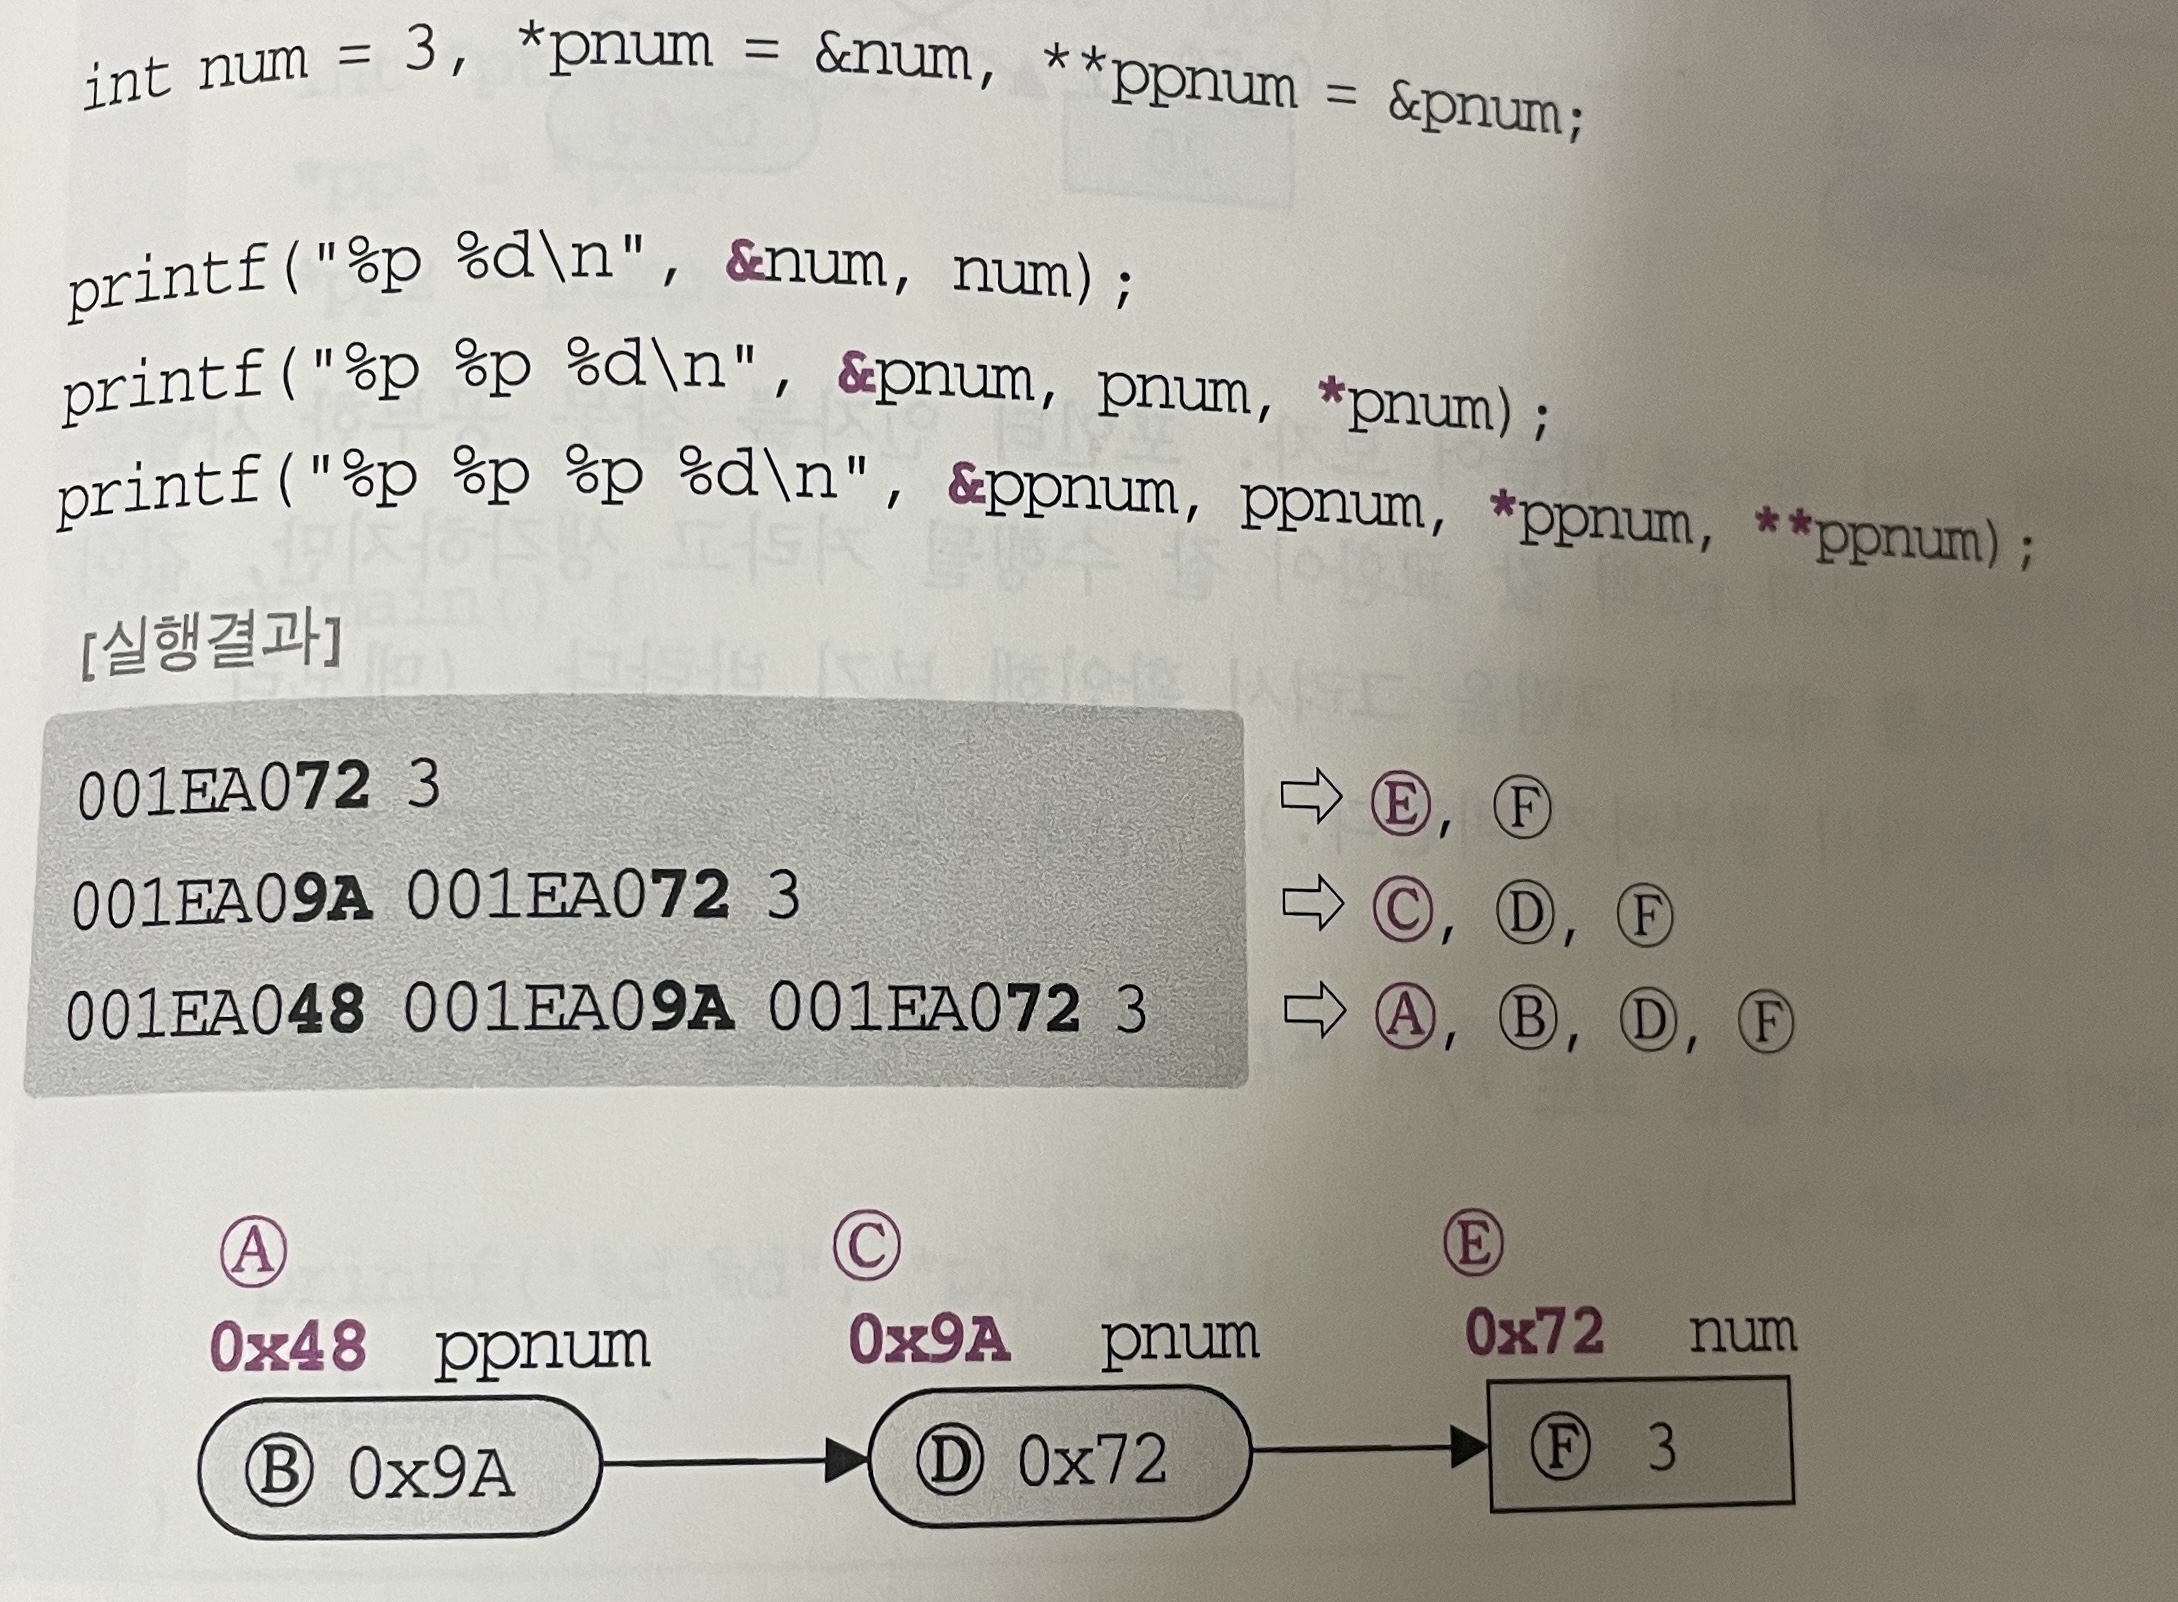 int num = 3, *pnum = &num, **ppnum = &pnum;
printf("%p %d\n", &num, num);
printf("%p %p %d\n", &pnum, pnum, *pnum);
printf("%p %p %p %d\n", &ppnum, ppnum, *ppnum, **ppnum);
[실행결과]
001EA072 3 ⇨ Ⓔ, Ⓕ
001EA09A 001EA072 3 ⇨ Ⓒ, Ⓓ, Ⓕ
001EA048 001EA09A 001EA072 3 ⇨ Ⓐ, Ⓑ, Ⓓ, Ⓕ
Ⓐ Ⓒ Ⓔ
0x48 ppnum 0x9A pnum 0x72 num
Ⓑ 0x9A Ⓓ 0x72 Ⓕ 3